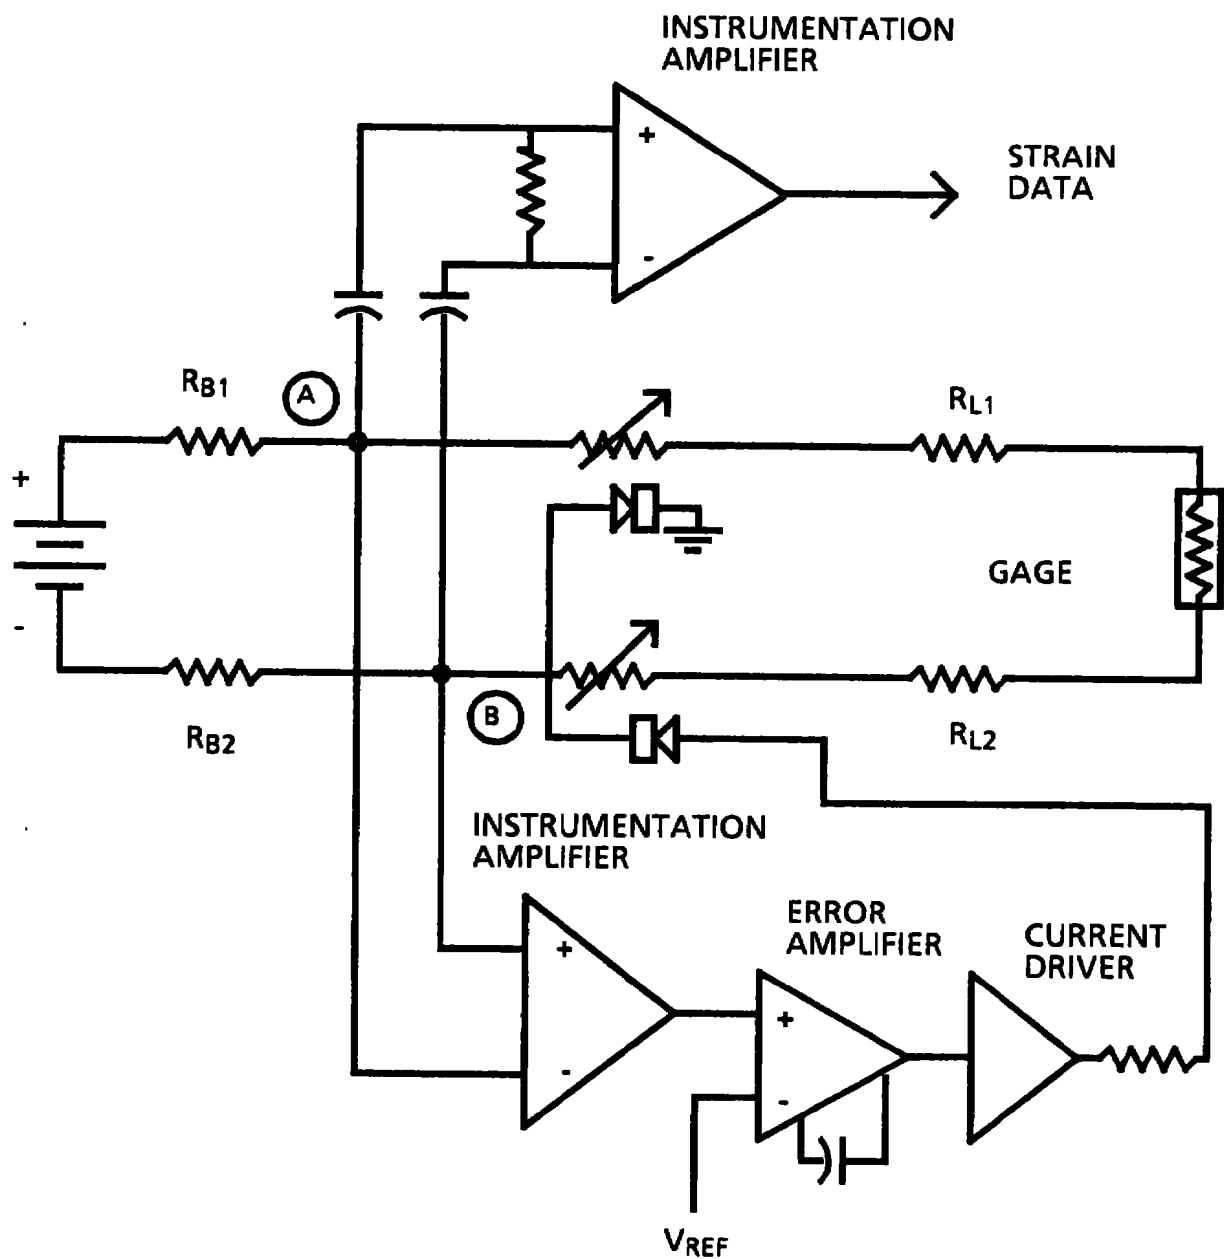 INSTRUMENTATION
AMPLIFIER
+
-
STRAIN
DATA
RB1
A
RL1
+
-
GAGE
RB2
B
RL2
INSTRUMENTATION
AMPLIFIER
+
-
ERROR
AMPLIFIER
+
-
CURRENT
DRIVER
VREF